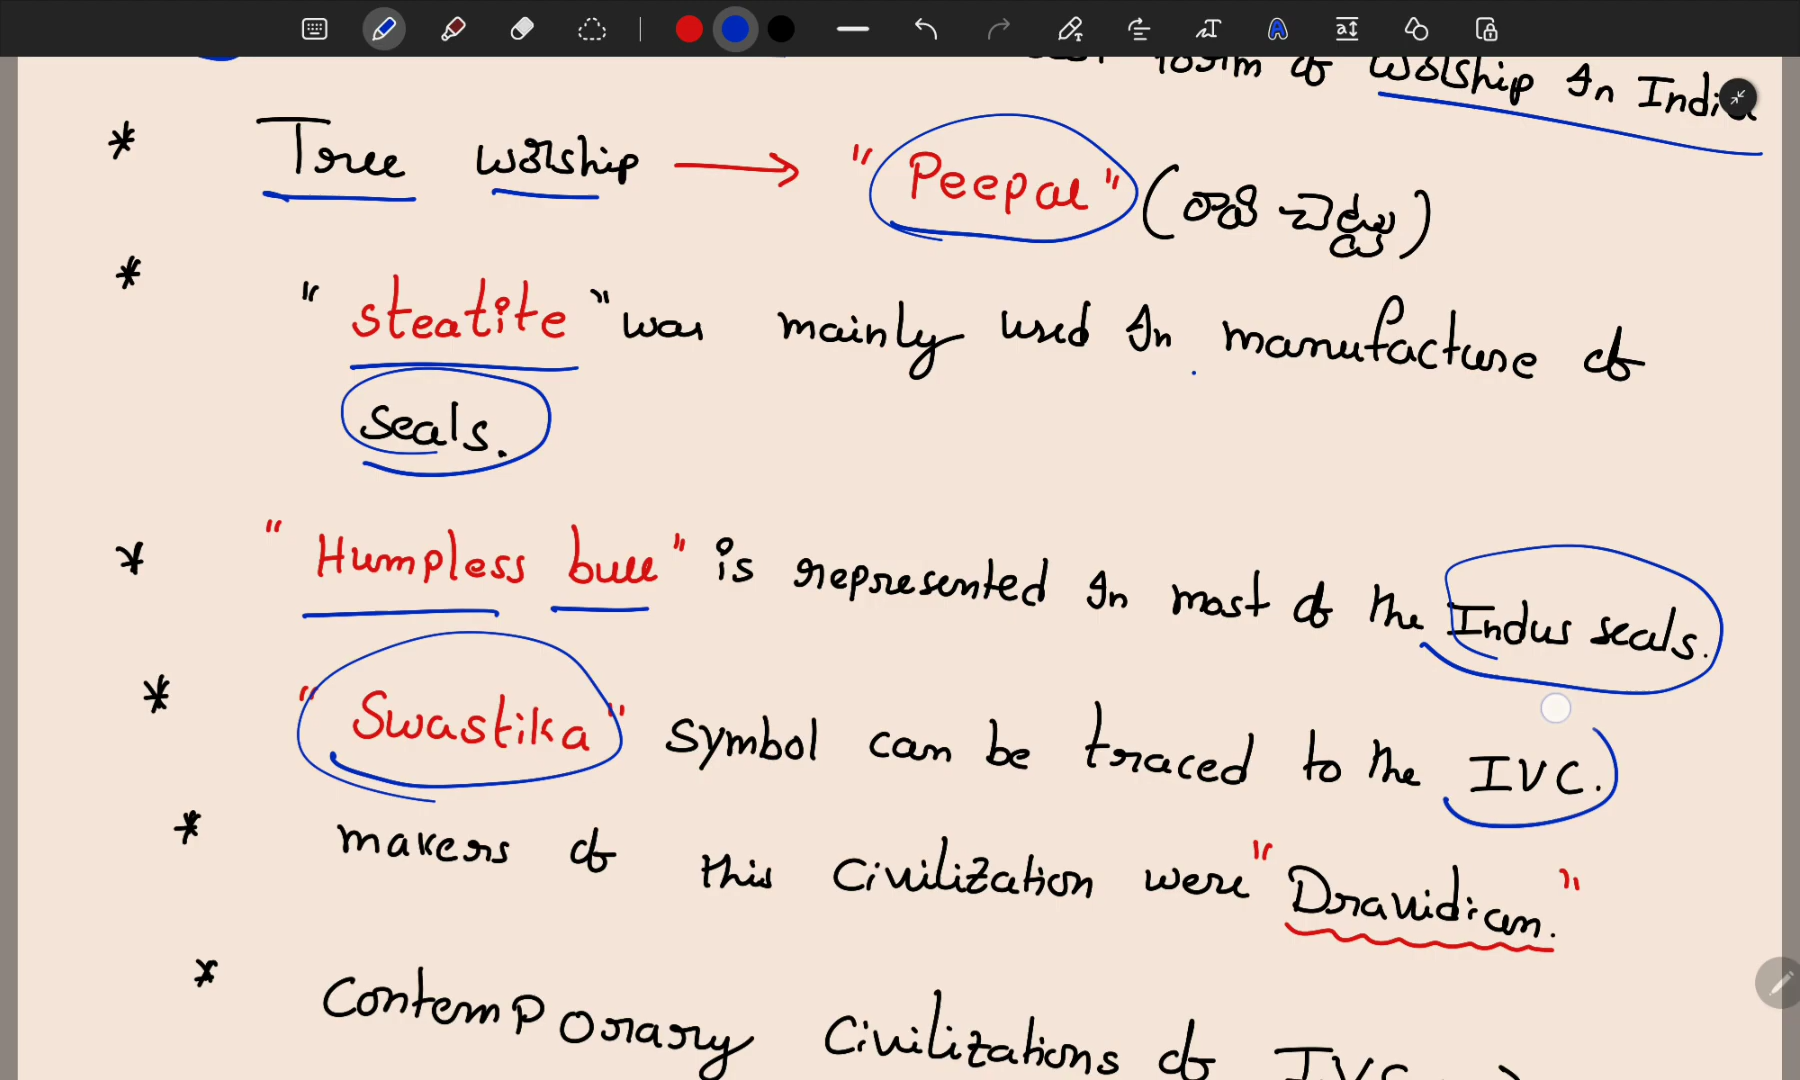 form of worship In India
* Tree worship → "Peepal" (
* "steatite" was mainly used In manufacture of
seals.
* "Humpless bull" is represented In most of the Indus seals.
* "Swastika" Symbol can be traced to the IVC.
* makers of this Civilization were "Dravidian."
* Contemporary Civilizations of IVC